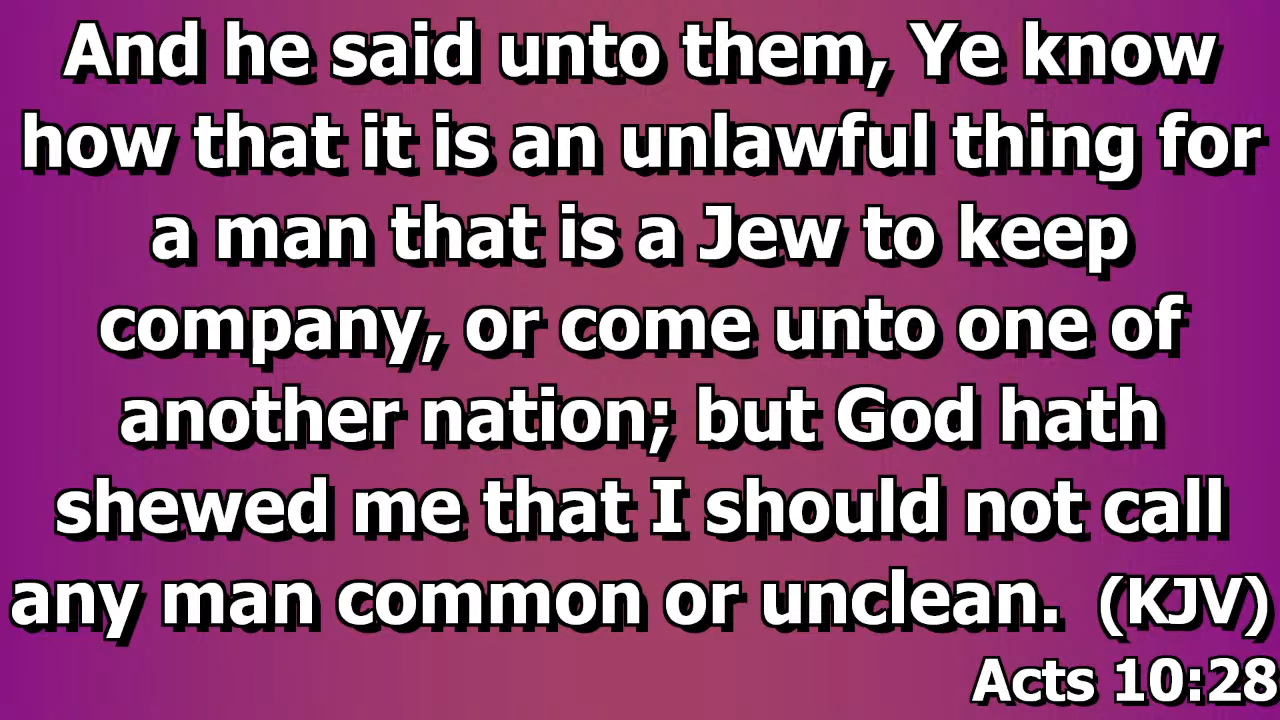 And he said unto them, Ye know
how that it is an unlawful thing for
a man that is a Jew to keep
company, or come unto one of
another nation; but God hath
shewed me that I should not call
any man common or unclean. (KJV)
Acts 10:28